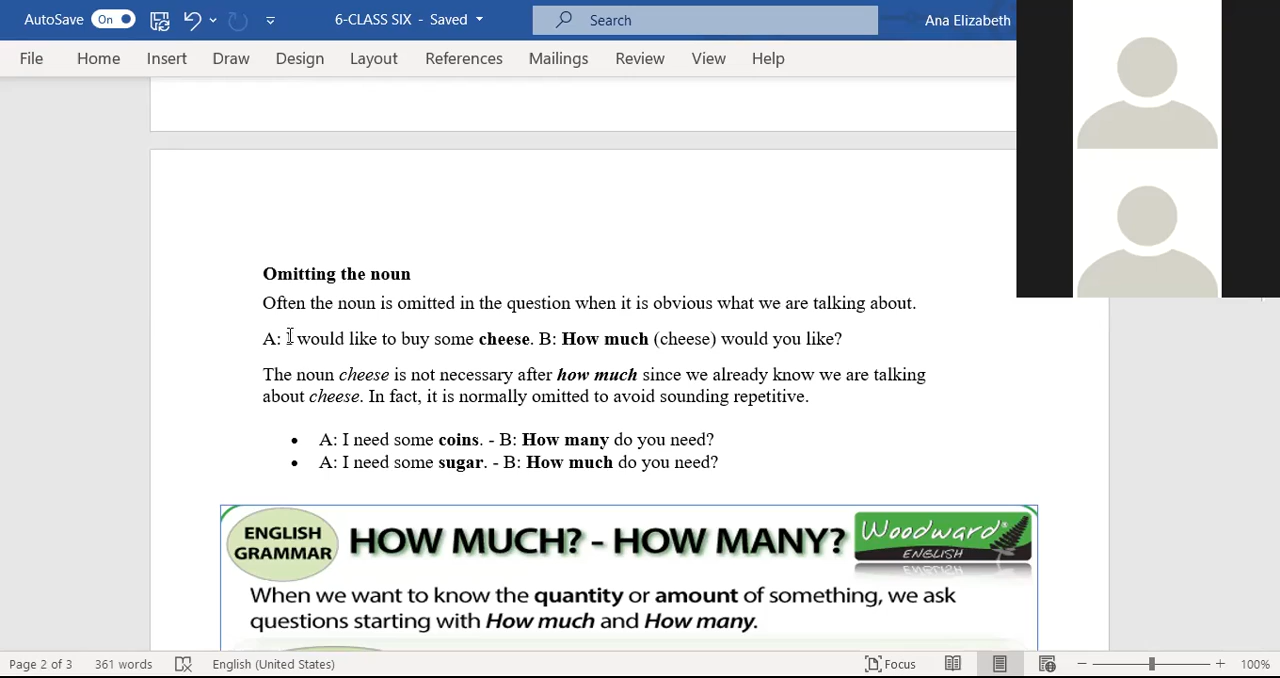 AutoSave On 6-CLASS SIX - Saved Search Ana Elizabeth
File Home Insert Draw Design Layout References Mailings Review View Help
Omitting the noun
Often the noun is omitted in the question when it is obvious what we are talking about.
A: I would like to buy some cheese. B: How much (cheese) would you like?
The noun cheese is not necessary after how much since we already know we are talking
about cheese. In fact, it is normally omitted to avoid sounding repetitive.
• A: I need some coins. - B: How many do you need?
• A: I need some sugar. - B: How much do you need?
ENGLISH
GRAMMAR
HOW MUCH? - HOW MANY?
Woodward®
ENGLISH
When we want to know the quantity or amount of something, we ask
questions starting with How much and How many.
Page 2 of 3 361 words English (United States) Focus 100%